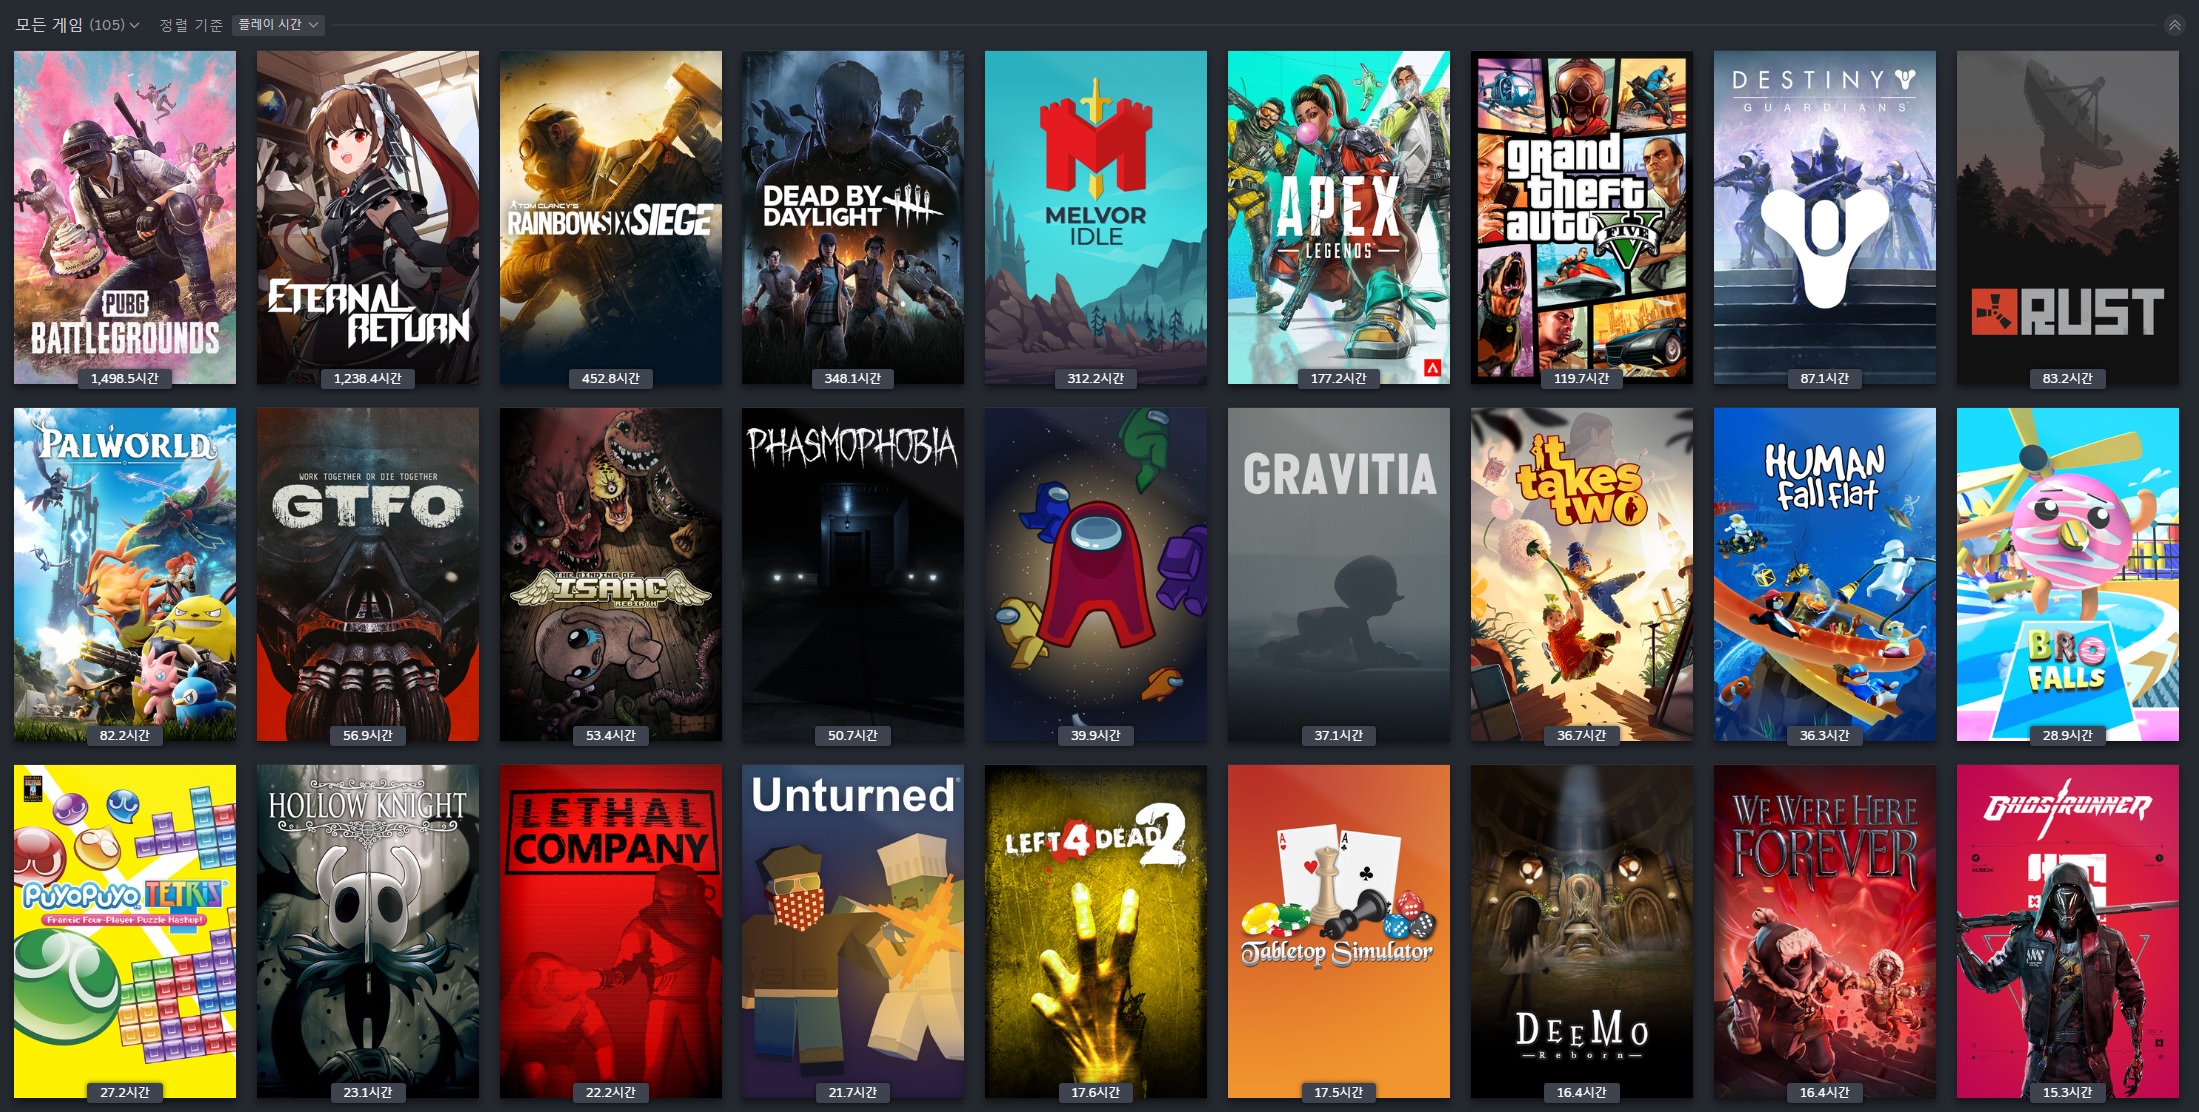 모든 게임 (105) 정렬 기준 플레이 시간
PUBG
BATTLEGROUNDS
1,498.5시간
ETERNAL
RETURN
1,238.4시간
TOM CLANCY'S
RAINBOWSIX SIEGE
452.8시간
DEAD BY
DAYLIGHT
348.1시간
MELVOR
IDLE
312.2시간
APEX
LEGENDS
177.2시간
grand
theft
auto V
FIVE
119.7시간
DESTINY
GUARDIANS
87.1시간
RUST
83.2시간
PALWORLD
82.2시간
WORK TOGETHER OR DIE TOGETHER
GTFO
56.9시간
THE BINDING OF
ISAAC
REBIRTH
53.4시간
PHASMOPHOBIA
50.7시간
39.9시간
GRAVITIA
37.1시간
it
takes
two
36.7시간
HUMAN
fall flat
36.3시간
BRO
FALLS
28.9시간
PUYOPUYO TETRIS
Frantic Four-Player Puzzle Mashup!
27.2시간
HOLLOW KNIGHT
23.1시간
LETHAL
COMPANY
22.2시간
Unturned
21.7시간
LEFT 4 DEAD 2
17.6시간
A
A
Tabletop Simulator
17.5시간
DEEMO
Reborn
16.4시간
WE WERE HERE
FOREVER
16.4시간
GHOSTRUNNER
15.3시간